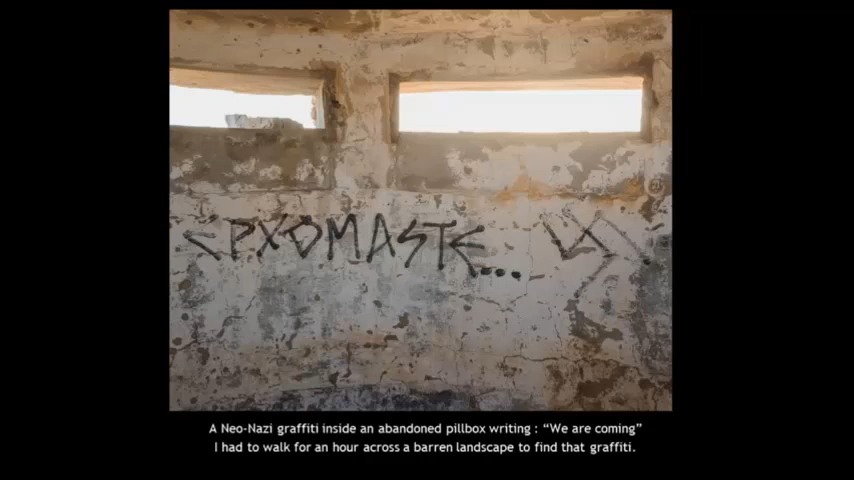 ΕΡΧΟΜΑΣΤΕ...
A Neo-Nazi graffiti inside an abandoned pillbox writing : “We are coming”
I had to walk for an hour across a barren landscape to find that graffiti.